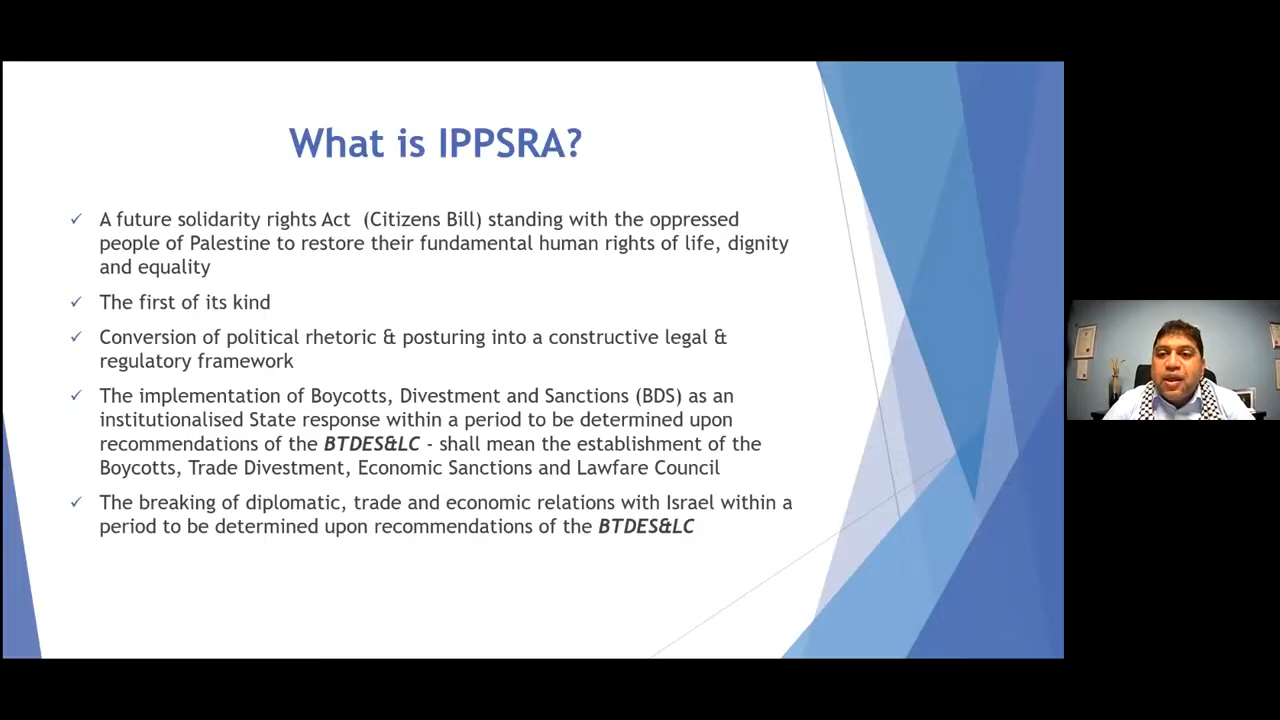 What is IPPSRA?
✓ A future solidarity rights Act (Citizens Bill) standing with the oppressed
people of Palestine to restore their fundamental human rights of life, dignity
and equality
✓ The first of its kind
✓ Conversion of political rhetoric & posturing into a constructive legal &
regulatory framework
✓ The implementation of Boycotts, Divestment and Sanctions (BDS) as an
institutionalised State response within a period to be determined upon
recommendations of the BTDES&LC - shall mean the establishment of the
Boycotts, Trade Divestment, Economic Sanctions and Lawfare Council
✓ The breaking of diplomatic, trade and economic relations with Israel within a
period to be determined upon recommendations of the BTDES&LC